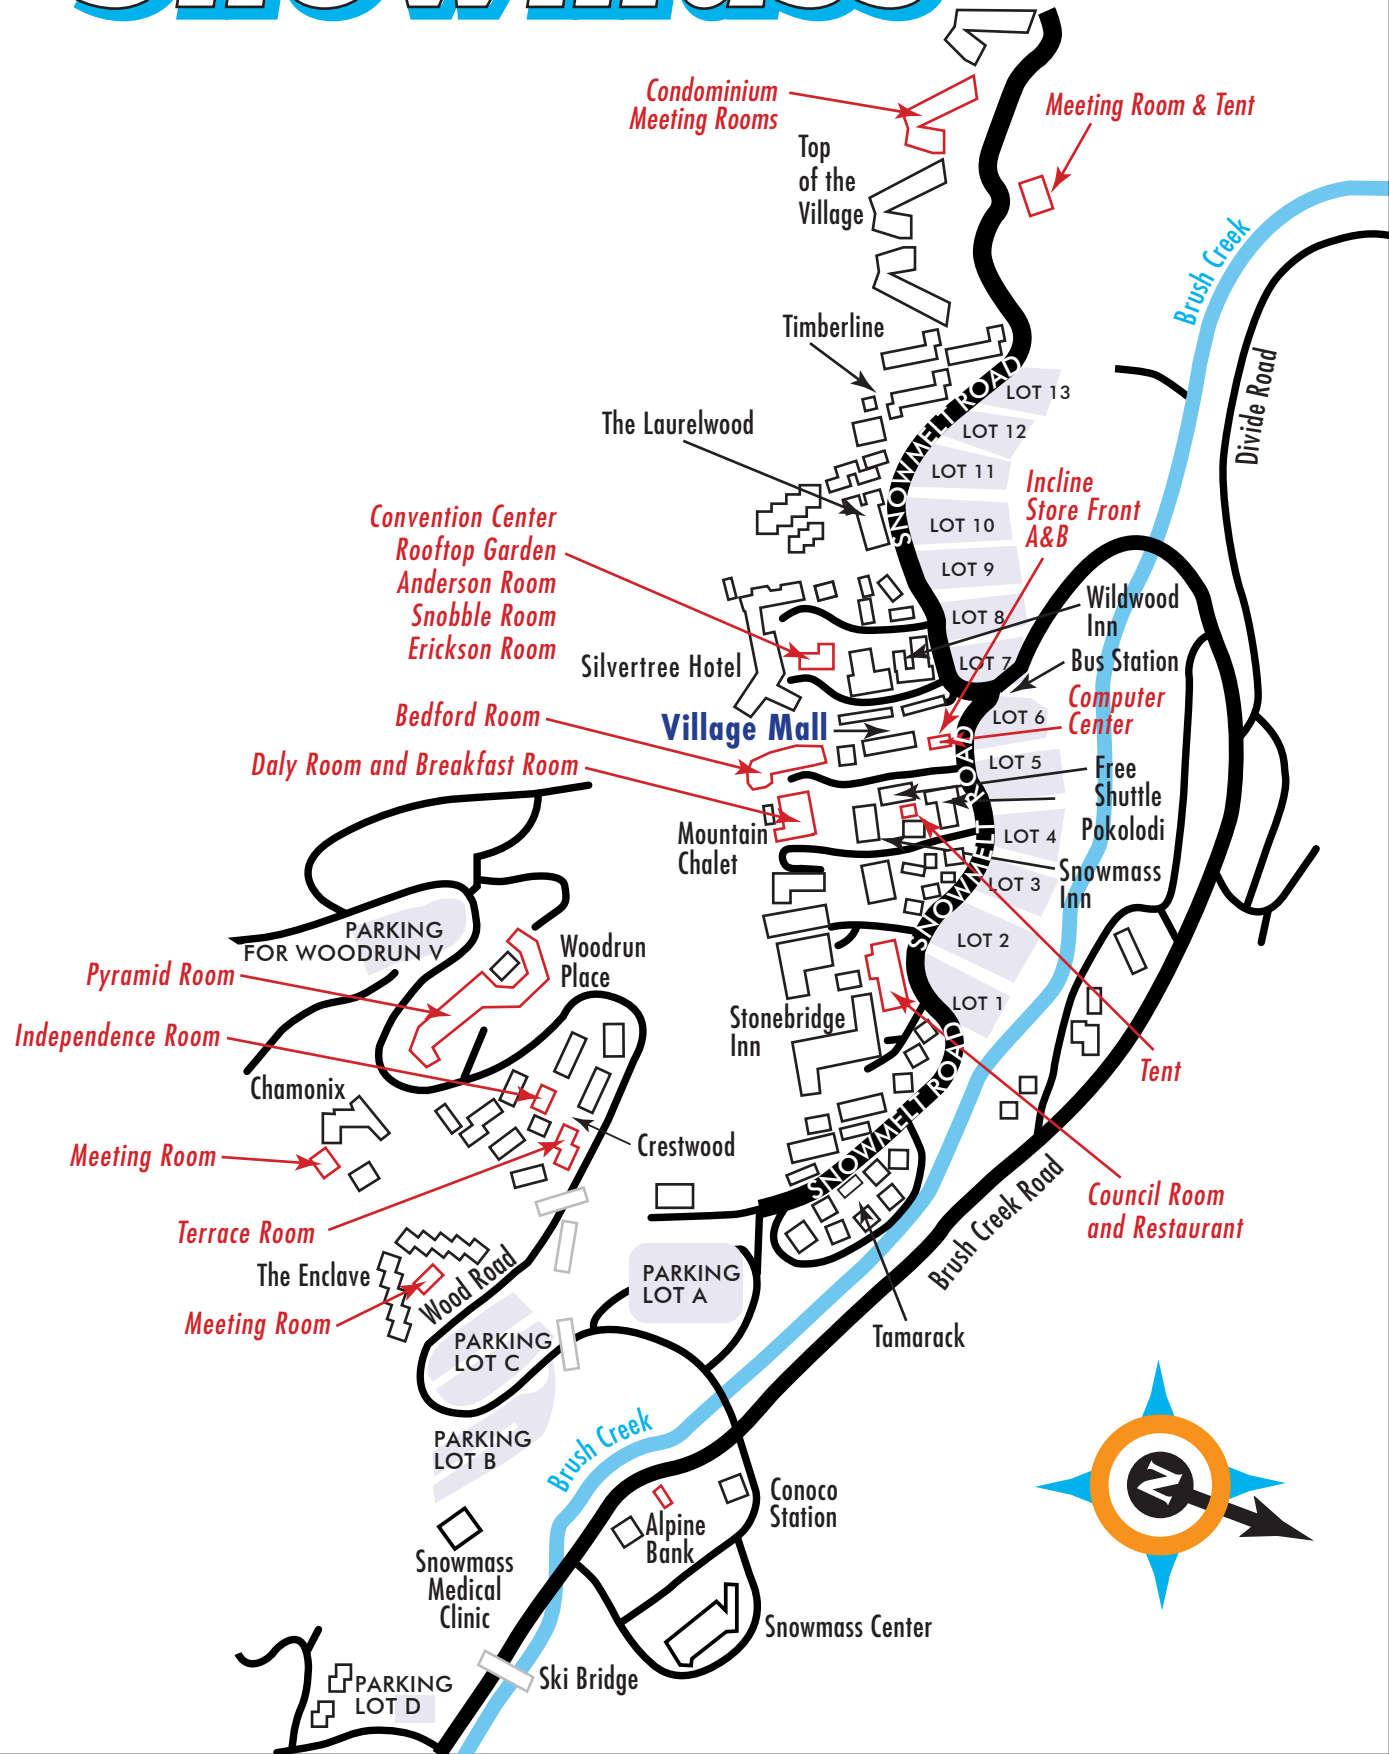 Snowmass
Condominium
Meeting Rooms
Meeting Room & Tent
Top
of the
Village
Brush Creek
Timberline
Divide Road
SNOWMELT ROAD
LOT 13
The Laurelwood
LOT 12
LOT 11
Incline
Store Front
A&B
LOT 10
Convention Center
Rooftop Garden
Anderson Room
Snobble Room
Erickson Room
LOT 9
LOT 8
Wildwood
Inn
LOT 7
Silvertree Hotel
Bus Station
Computer
Center
Bedford Room
Village Mall
LOT 6
Daly Room and Breakfast Room
LOT 5
Free
Shuttle
Pokolodi
SNOWMELT ROAD
LOT 4
Mountain
Chalet
Snowmass
Inn
LOT 3
PARKING
FOR WOODRUN V
LOT 2
Woodrun
Place
Pyramid Room
LOT 1
Stonebridge
Inn
Independence Room
Tent
Chamonix
SNOWMELT ROAD
Crestwood
Meeting Room
Council Room
and Restaurant
Brush Creek Road
Terrace Room
The Enclave
Wood Road
PARKING
LOT A
Meeting Room
PARKING
LOT C
Tamarack
PARKING
LOT B
Brush Creek
N
Conoco
Station
Alpine
Bank
Snowmass
Medical
Clinic
Snowmass Center
Ski Bridge
PARKING
LOT D